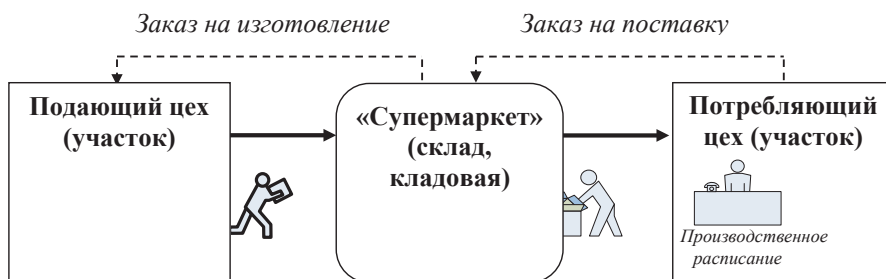 Заказ на изготовление
Заказ на поставку
Подающий цех
(участок)
«Супермаркет»
(склад,
кладовая)
Потребляющий
цех (участок)
Производственное
расписание